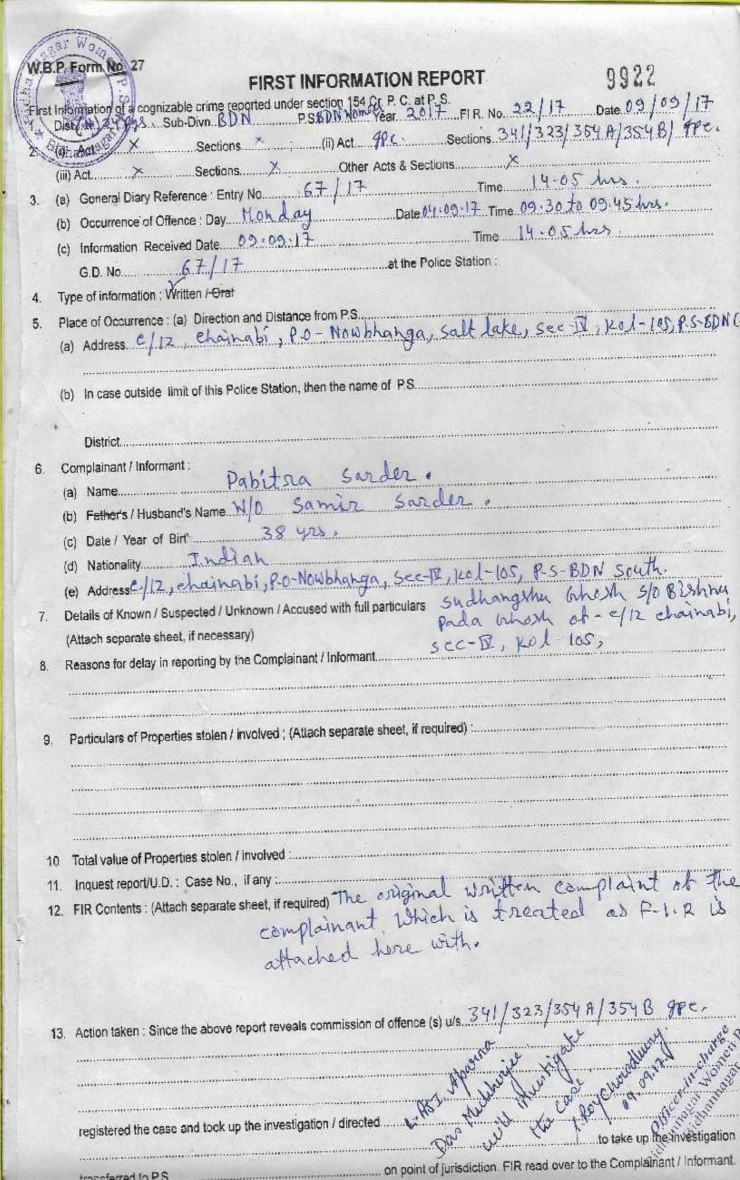 W.B.P. Form No. 27
FIRST INFORMATION REPORT 9922
First Information of a cognizable crime reported under section 154 Cr. P. C. at P. S.
Sub-Divn. BDN P.S. BDN Women Year 2017 F.I R. No. 22/17 Date 09/09/17
Act X Sections X (ii) Act IPC. Sections 341/323/354A/354B/ IPC.
(iii) Act X Sections X Other Acts & Sections X
3. (a) General Diary Reference : Entry No. 67/17 Time 14.05 hrs.
(b) Occurrence of Offence : Day Monday Date 04.09.17 Time 09.30 to 09.45 hrs.
(c) Information Received Date 09.09.17 Time 14.05 hrs
G.D. No. 67/17 at the Police Station :
4. Type of information : Written / Oral
5. Place of Occurrence : (a) Direction and Distance from P.S.
(a) Address C/12, Chainabi, P.O- Nowbhanga, Salt lake, Sec-IV, Kol-105, P.S-BDN (
(b) In case outside limit of this Police Station, then the name of P.S.
District
6. Complainant / Informant :
(a) Name Pabitra Sarder.
(b) Father's / Husband's Name W/O Samir Sarder.
(c) Date / Year of Birt' 38 yrs.
(d) Nationality Indian
(e) Address C/12, Chainabi, P.O-Nowbhanga, Sec-IV, Kol-105, P-S-BDN South.
7. Details of Known / Suspected / Unknown / Accused with full particulars Sudhangshu Ghosh S/O Bishnu
Pada Ghosh of- C/12 Chainabi,
(Attach separate sheet, if necessary) Sec-IV, Kol-105,
8. Reasons for delay in reporting by the Complainant / Informant
9. Particulars of Properties stolen / involved ; (Attach separate sheet, if required) :
10 Total value of Properties stolen / involved :
11. Inquest report/U.D. : Case No., if any :
12. FIR Contents : (Attach separate sheet, if required) The original written complaint of the
complainant Which is treated as F-I.R is
attached here with.
13. Action taken : Since the above report reveals commission of offence (s) u/s. 341/323/354A/354B IPC.
L.ASI Aparna
Das Mukherjee
will investigate
the case.
J. Roy Chowdhury.
09.09.17
Officer-in-charge
Bidhannagar Women P
Bidhannagar
registered the case and took up the investigation / directed
to take up the investigation
transferred to P.S. on point of jurisdiction. FIR read over to the Complainant / Informant.